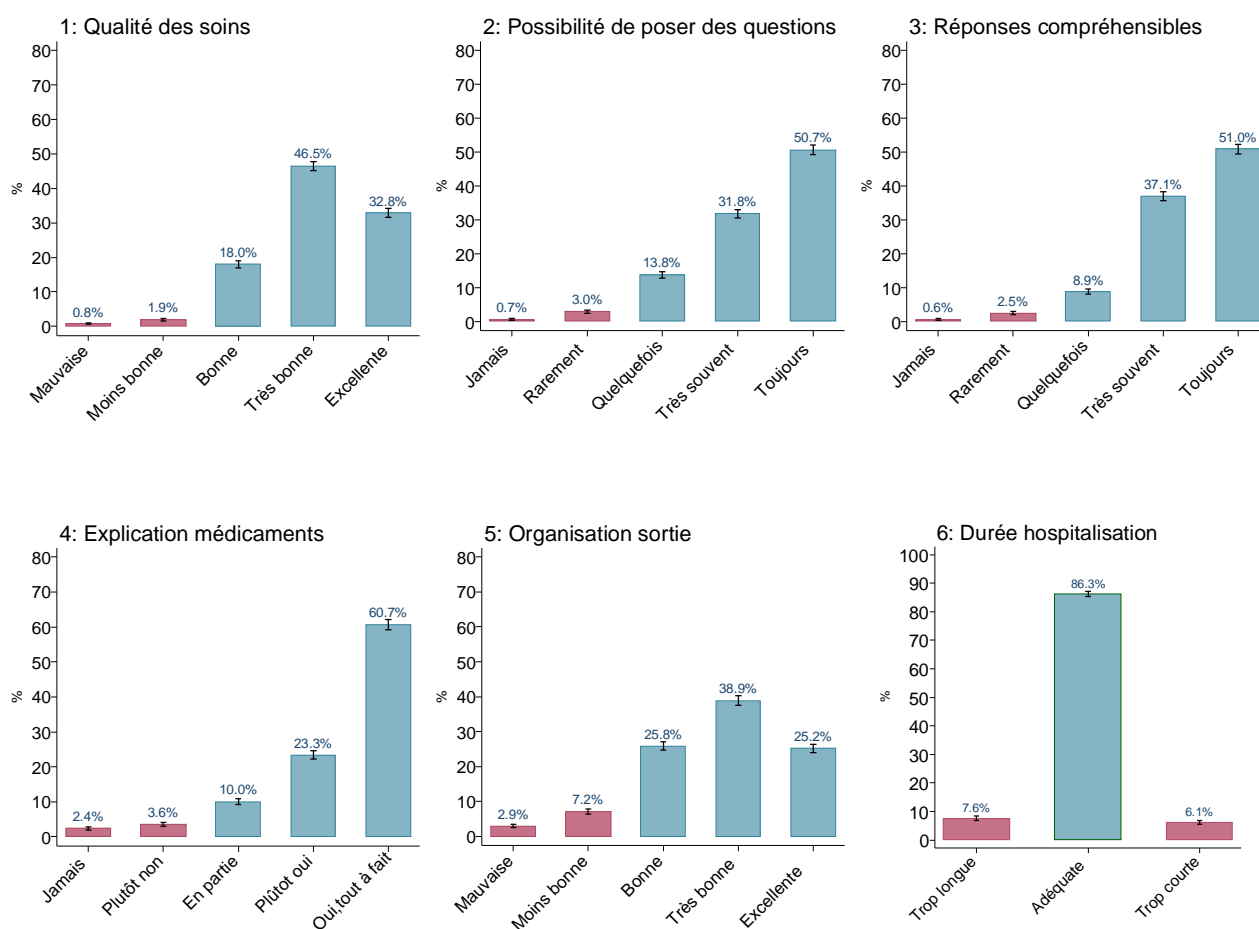 1: Qualité des soins
80
70
60
50
40
30
20
10
0
%
0.8%
1.9%
18.0%
46.5%
32.8%
Mauvaise
Moins bonne
Bonne
Très bonne
Excellente
2: Possibilité de poser des questions
80
70
60
50
40
30
20
10
0
%
0.7%
3.0%
13.8%
31.8%
50.7%
Jamais
Rarement
Quelquefois
Très souvent
Toujours
3: Réponses compréhensibles
80
70
60
50
40
30
20
10
0
%
0.6%
2.5%
8.9%
37.1%
51.0%
Jamais
Rarement
Quelquefois
Très souvent
Toujours
4: Explication médicaments
80
70
60
50
40
30
20
10
0
%
2.4%
3.6%
10.0%
23.3%
60.7%
Jamais
Plutôt non
En partie
Plûtot oui
Oui,tout à fait
5: Organisation sortie
80
70
60
50
40
30
20
10
0
%
2.9%
7.2%
25.8%
38.9%
25.2%
Mauvaise
Moins bonne
Bonne
Très bonne
Excellente
6: Durée hospitalisation
100
90
80
70
60
50
40
30
20
10
0
%
7.6%
86.3%
6.1%
Trop longue
Adéquate
Trop courte